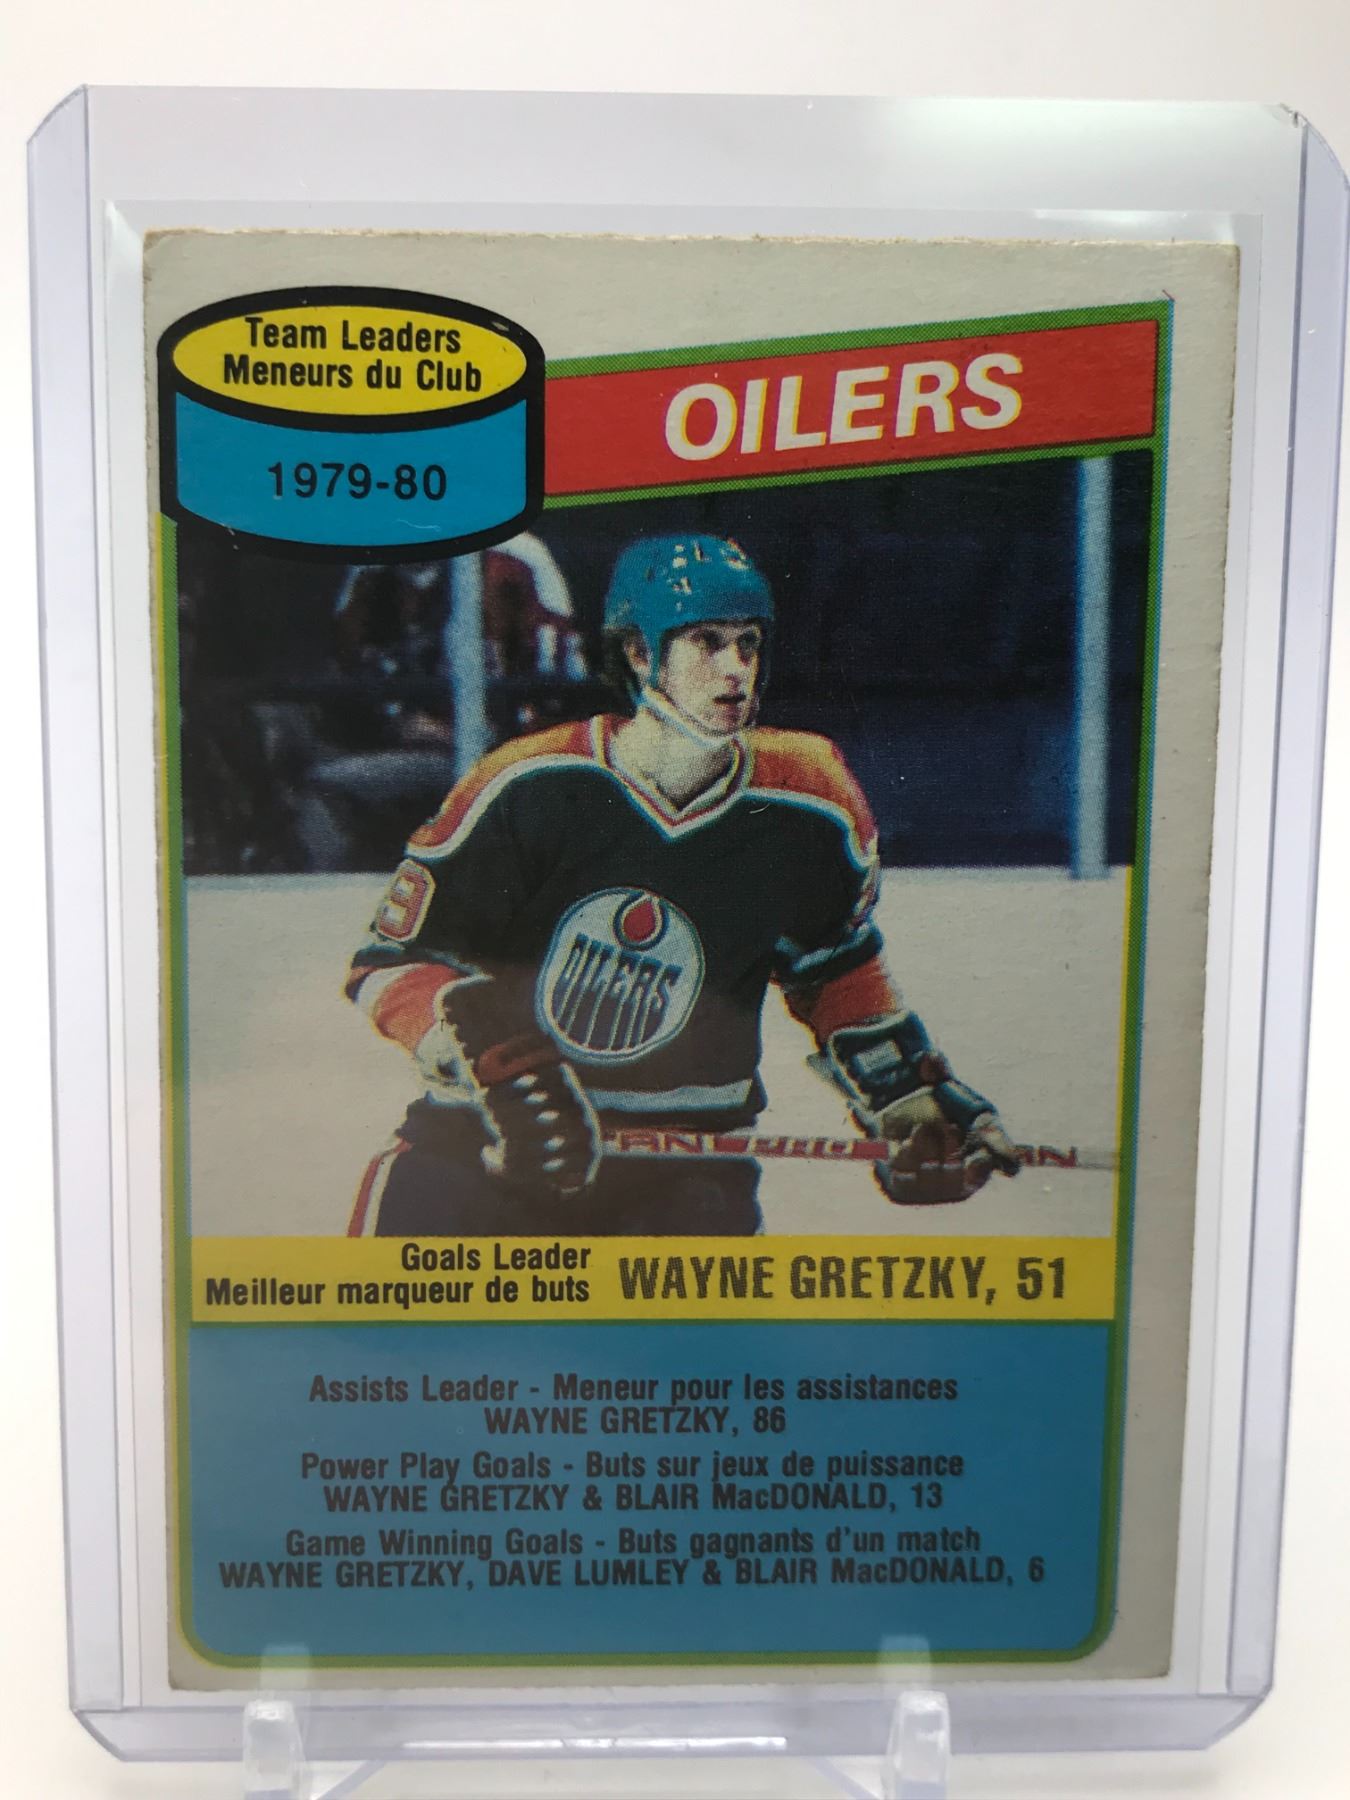 Team Leaders
Meneurs du Club
1979-80
OILERS
9
OILERS
Goals Leader
Meilleur marqueur de buts
WAYNE GRETZKY, 51
Assists Leader - Meneur pour les assistances
WAYNE GRETZKY, 86
Power Play Goals - Buts sur jeux de puissance
WAYNE GRETZKY & BLAIR MacDONALD, 13
Game Winning Goals - Buts gagnants d'un match
WAYNE GRETZKY, DAVE LUMLEY & BLAIR MacDONALD, 6